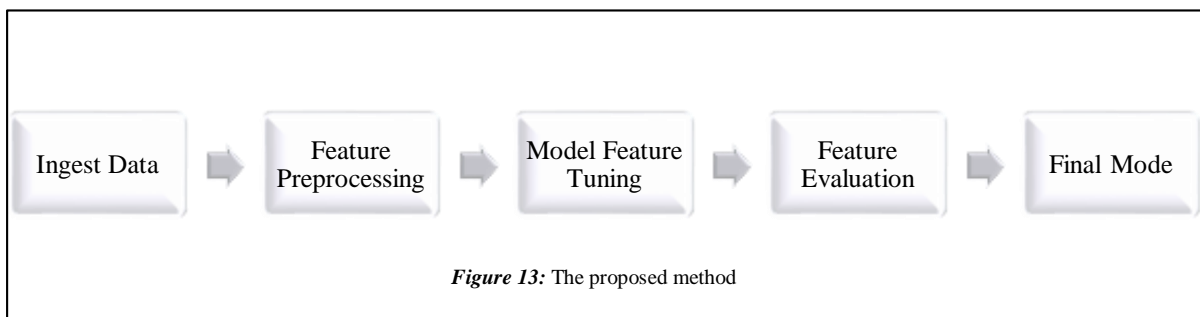 Ingest Data
Feature
Preprocessing
Model Feature
Tuning
Feature
Evaluation
Final Mode
Figure 13: The proposed method